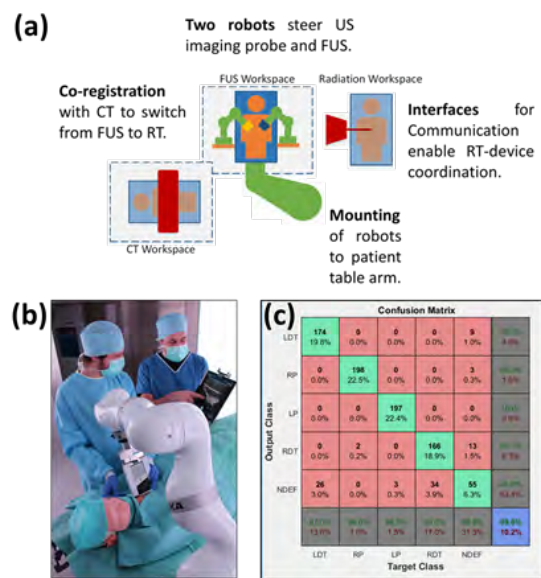 (a)
Two robots steer US
imaging probe and FUS.
Co-registration
with CT to switch
from FUS to RT.
FUS Workspace
Radiation Workspace
Interfaces for
Communication
enable RT-device
coordination.
CT Workspace
Mounting
of robots
to patient
table arm.
(b)
(c)
Confusion Matrix
Output Class
LDT
174 0 0 0 9
19.8% 0.0% 0.0% 0.0% 1.0%
RP
0 198 0 0 3
0.0% 22.5% 0.0% 0.0% 0.3%
LP
0 0 197 0 0
0.0% 0.0% 22.4% 0.0% 0.0%
RDT
0 2 0 166 13
0.0% 0.2% 0.0% 18.9% 1.5%
NDEF
26 0 3 34 55
3.0% 0.0% 0.3% 3.9% 6.3%
10.2%
LDT RP LP RDT NDEF
Target Class